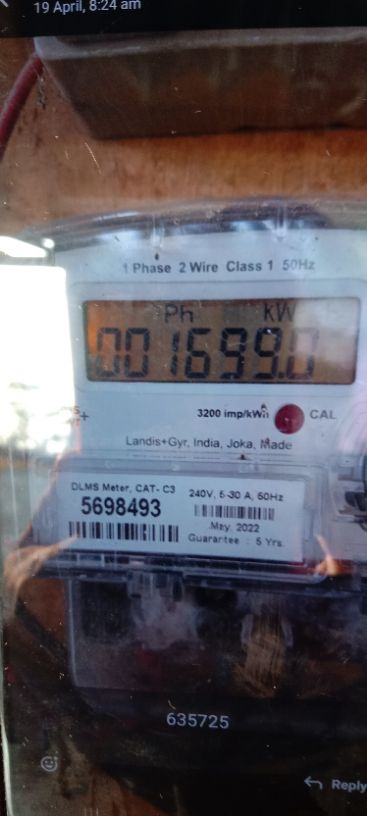 19 April, 8:24 am
1 Phase 2 Wire Class 1 50Hz
Ph kW
001699.0
3200 imp/kWh CAL
Landis+Gyr, India, Joka, Made
DLMS Meter, CAT- C3
5698493
240V, 5-30 A, 50Hz
May. 2022
Guarantee : 5 Yrs.
635725
Reply